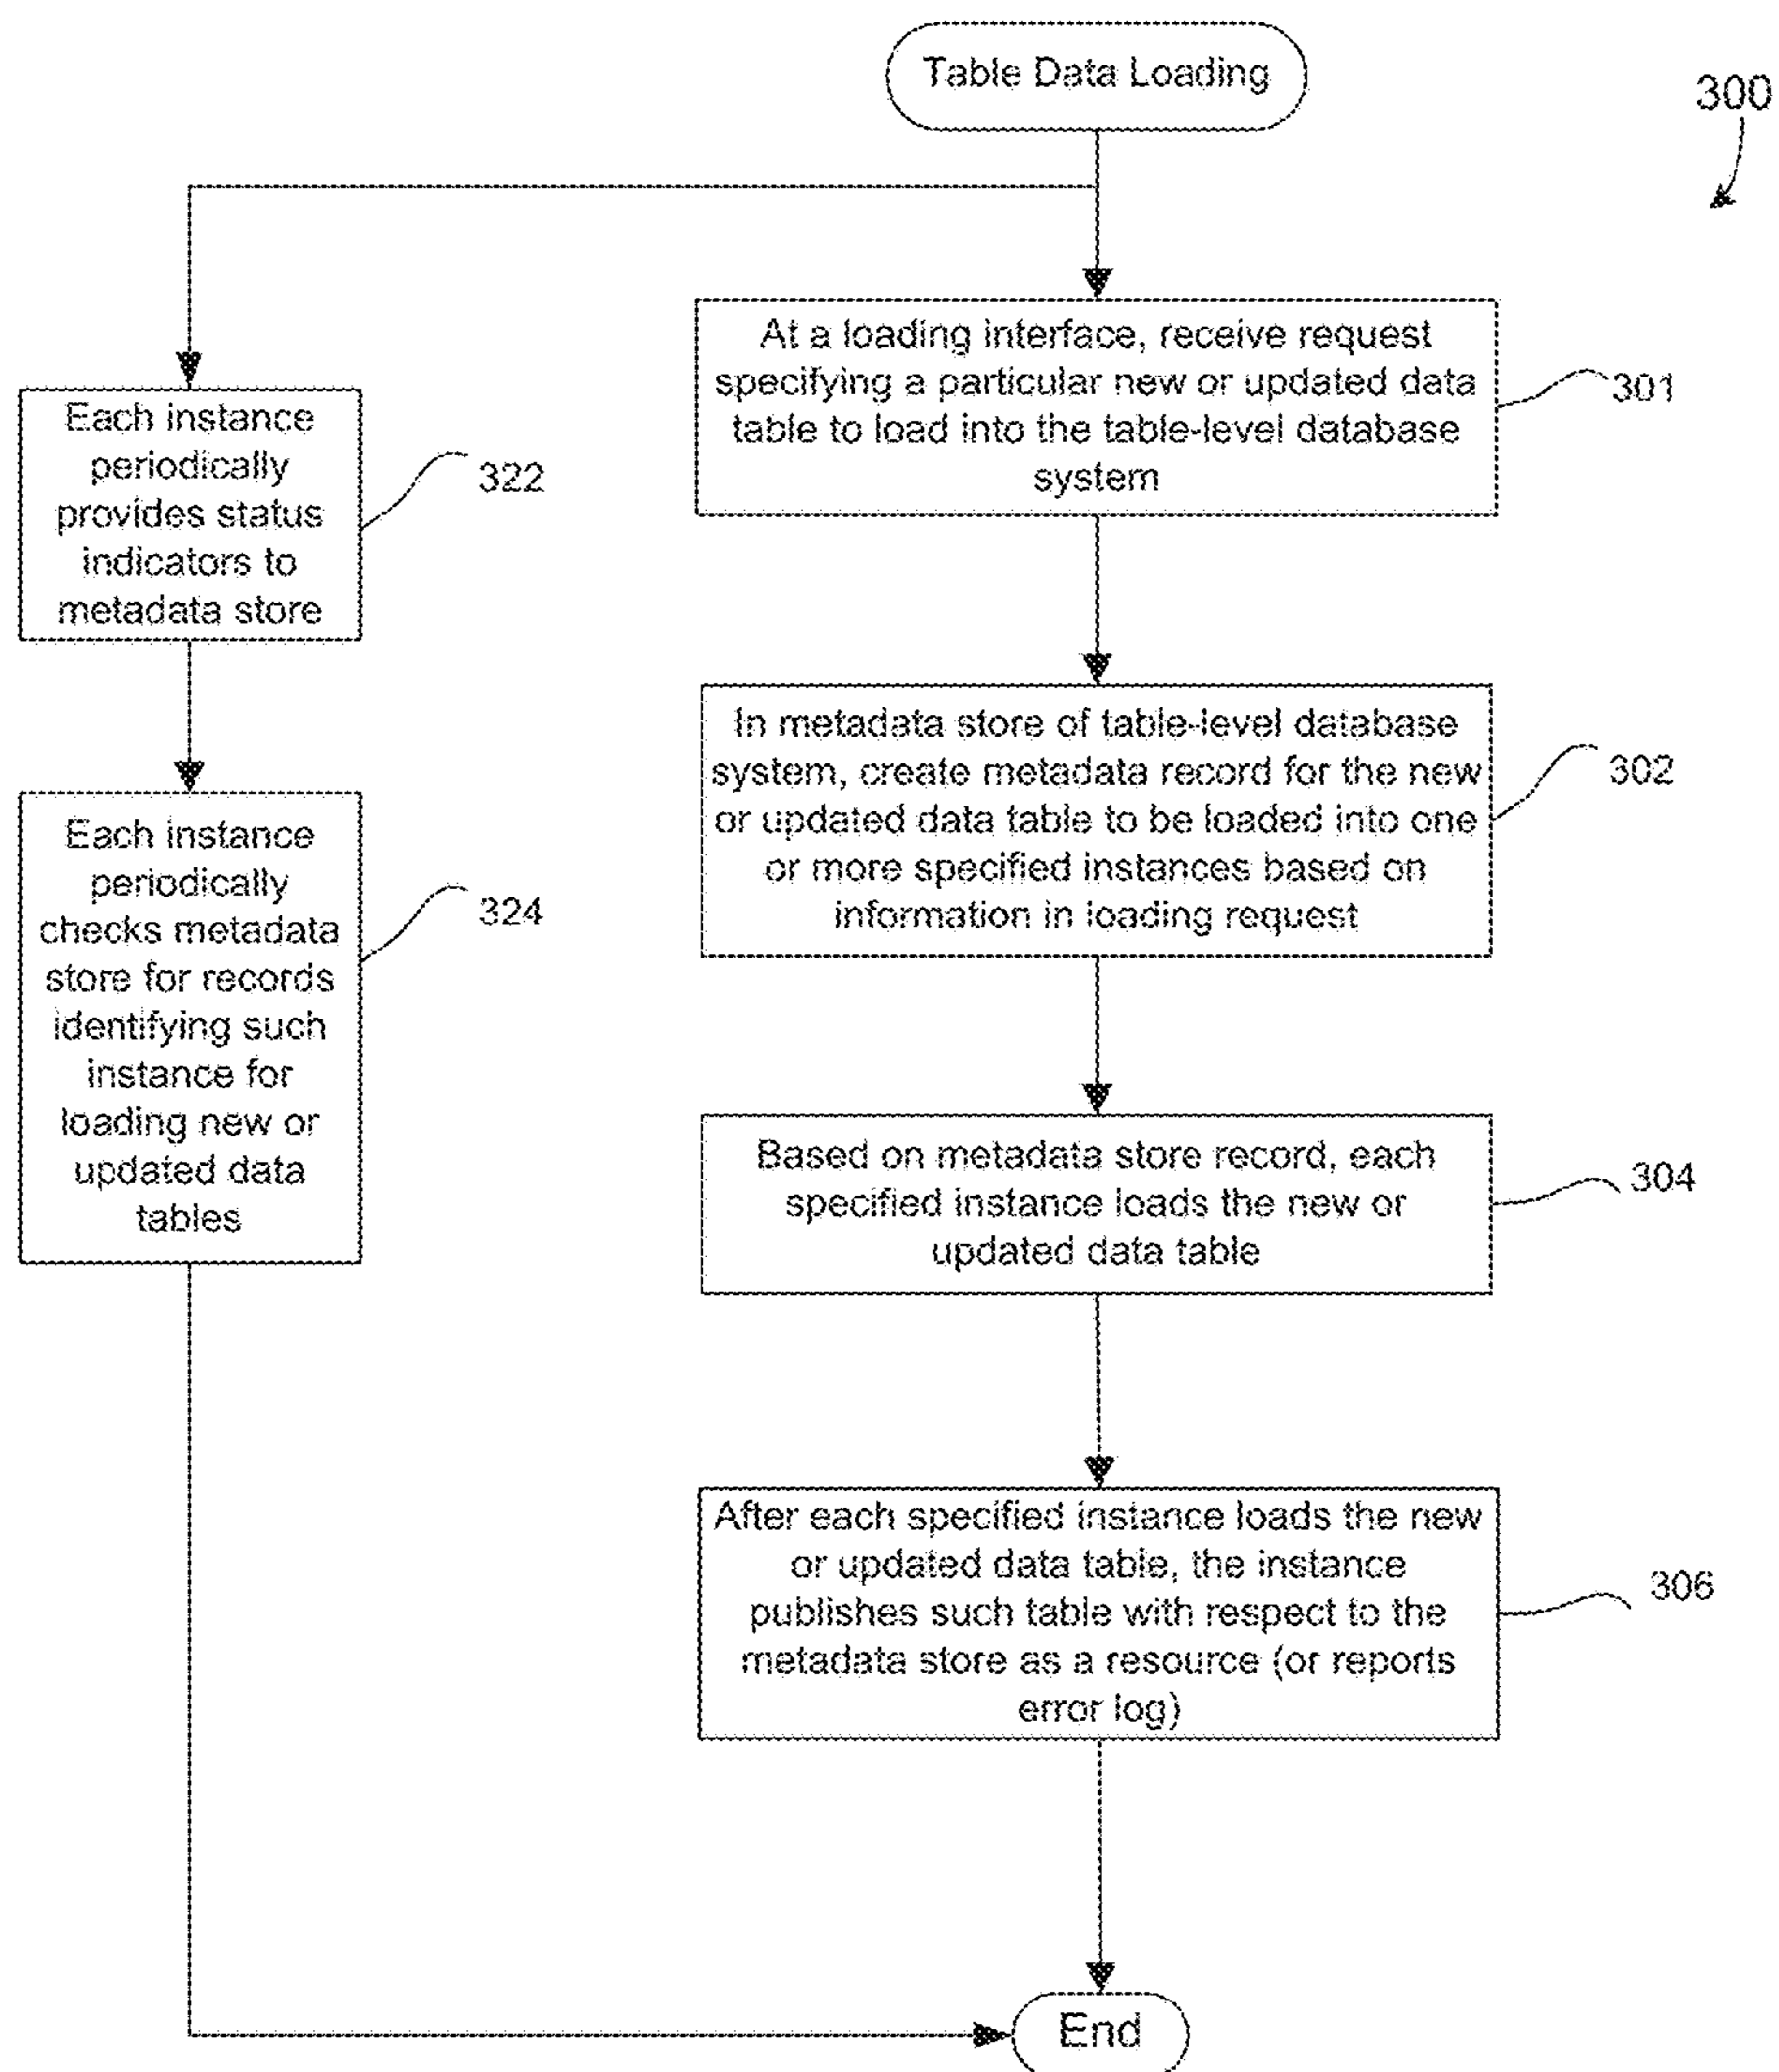 Table Data Loading
300
At a loading interface, receive request
specifying a particular new or updated data
table to load into the table-level database
system
301
Each instance
periodically
provides status
indicators to
metadata store
322
In metadata store of table-level database
system, create metadata record for the new
or updated data table to be loaded into one
or more specified instances based on
information in loading request
302
Each instance
periodically
checks metadata
store for records
identifying such
instance for
loading new or
updated data
tables
324
Based on metadata store record, each
specified instance loads the new or
updated data table
304
After each specified instance loads the new
or updated data table, the instance
publishes such table with respect to the
metadata store as a resource (or reports
error log)
306
End